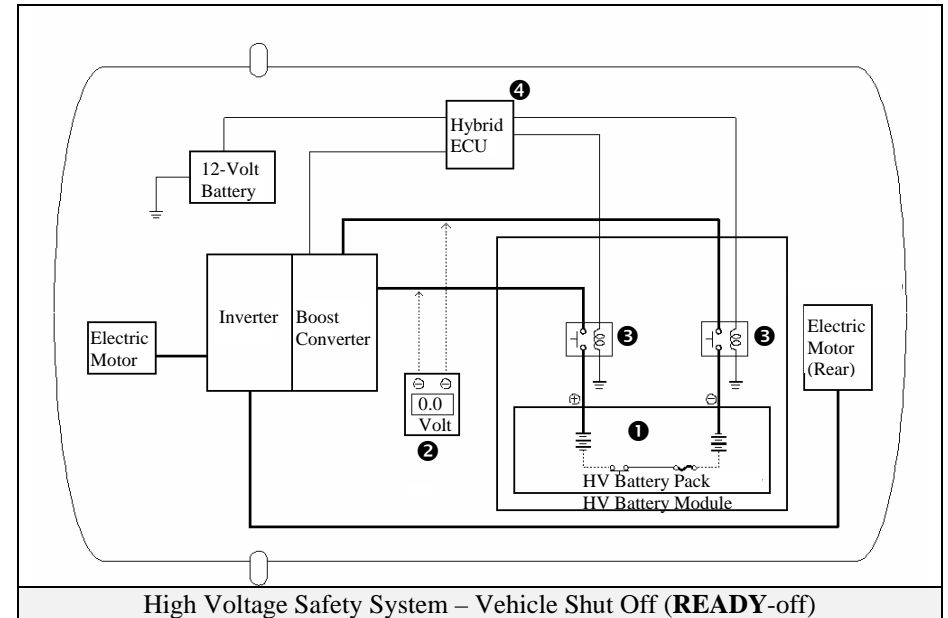 ❹
Hybrid
ECU
12-Volt
Battery
Inverter
Boost
Converter
Electric
Motor
Electric
Motor
(Rear)
❸
❸
⊖ ⊖
0.0
Volt
❷
⊕
⊖
❶
HV Battery Pack
HV Battery Module
High Voltage Safety System – Vehicle Shut Off (READY-off)